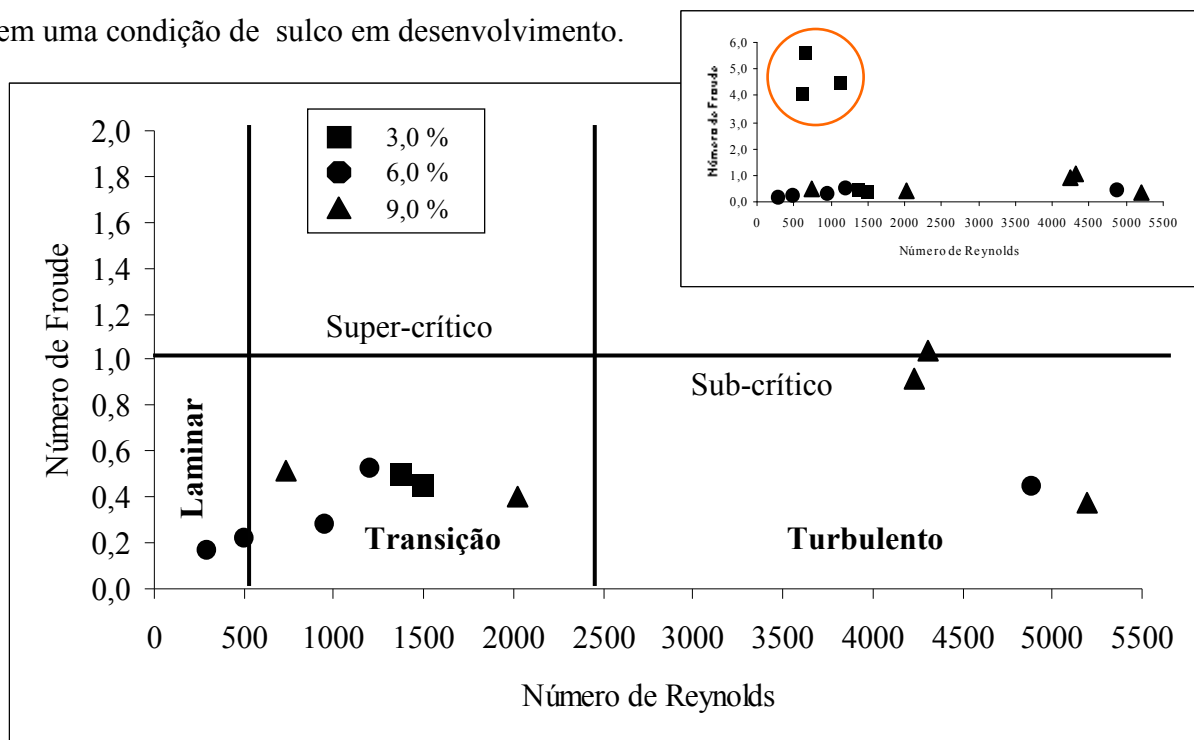 em uma condição de sulco em desenvolvimento.
6,0
5,0
4,0
3,0
2,0
1,0
0,0
Número de Froude
0 500 1000 1500 2000 2500 3000 3500 4000 4500 5000 5500
Número de Reynolds
3,0 %
6,0 %
9,0 %
2,0
1,8
1,6
1,4
1,2
1,0
0,8
0,6
0,4
0,2
0,0
Número de Froude
Super-crítico
Sub-crítico
Laminar
Transição
Turbulento
0 500 1000 1500 2000 2500 3000 3500 4000 4500 5000 5500
Número de Reynolds